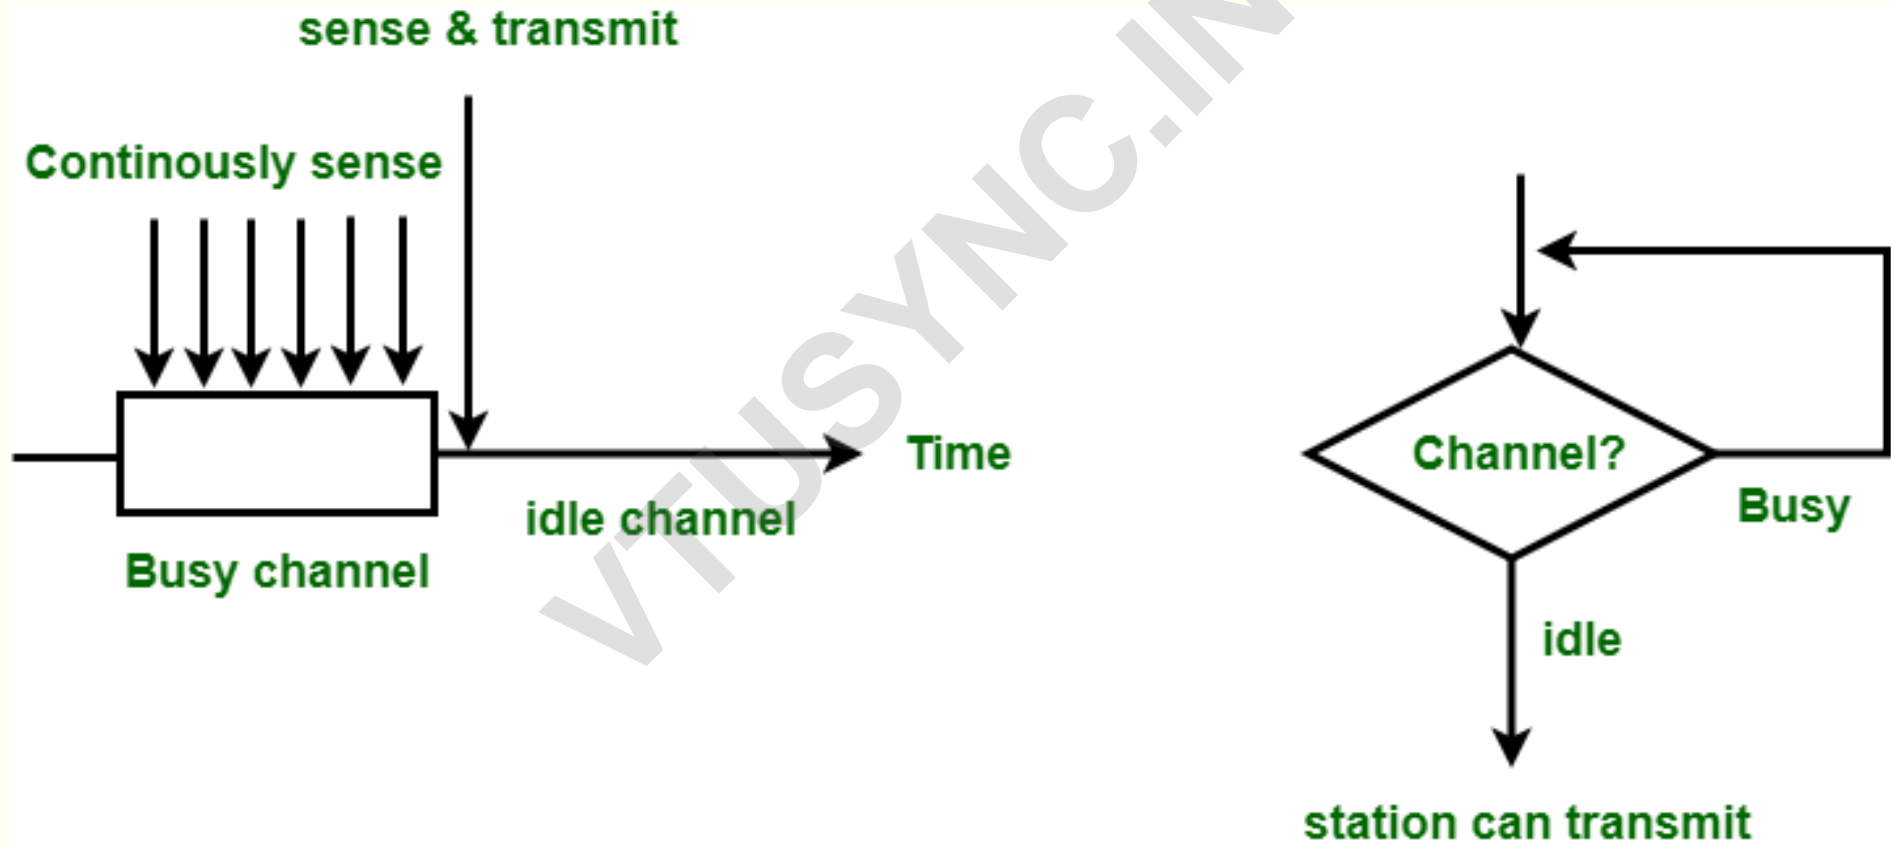 sense & transmit
Continously sense
Time
idle channel
Busy channel
Channel?
Busy
idle
station can transmit
VTUSYNC.IN